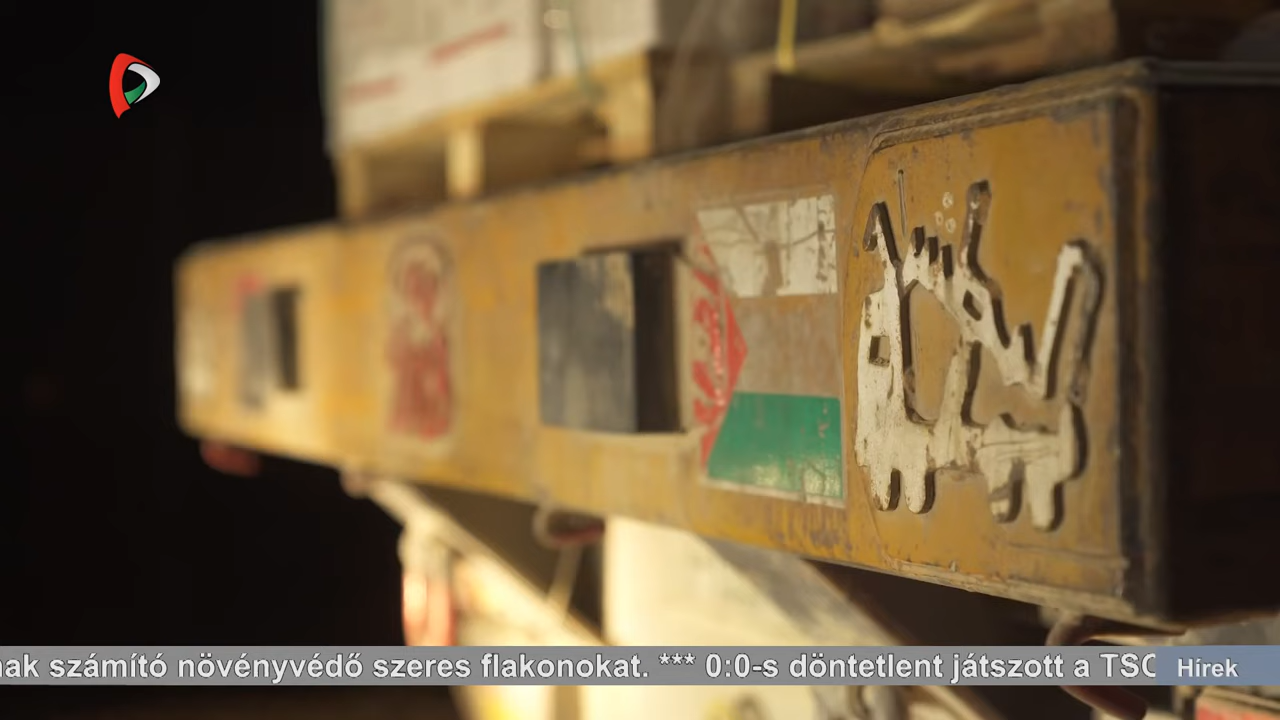 nak számító növényvédő szeres flakonokat. *** 0:0-s döntetlent játszott a TSC
Hírek